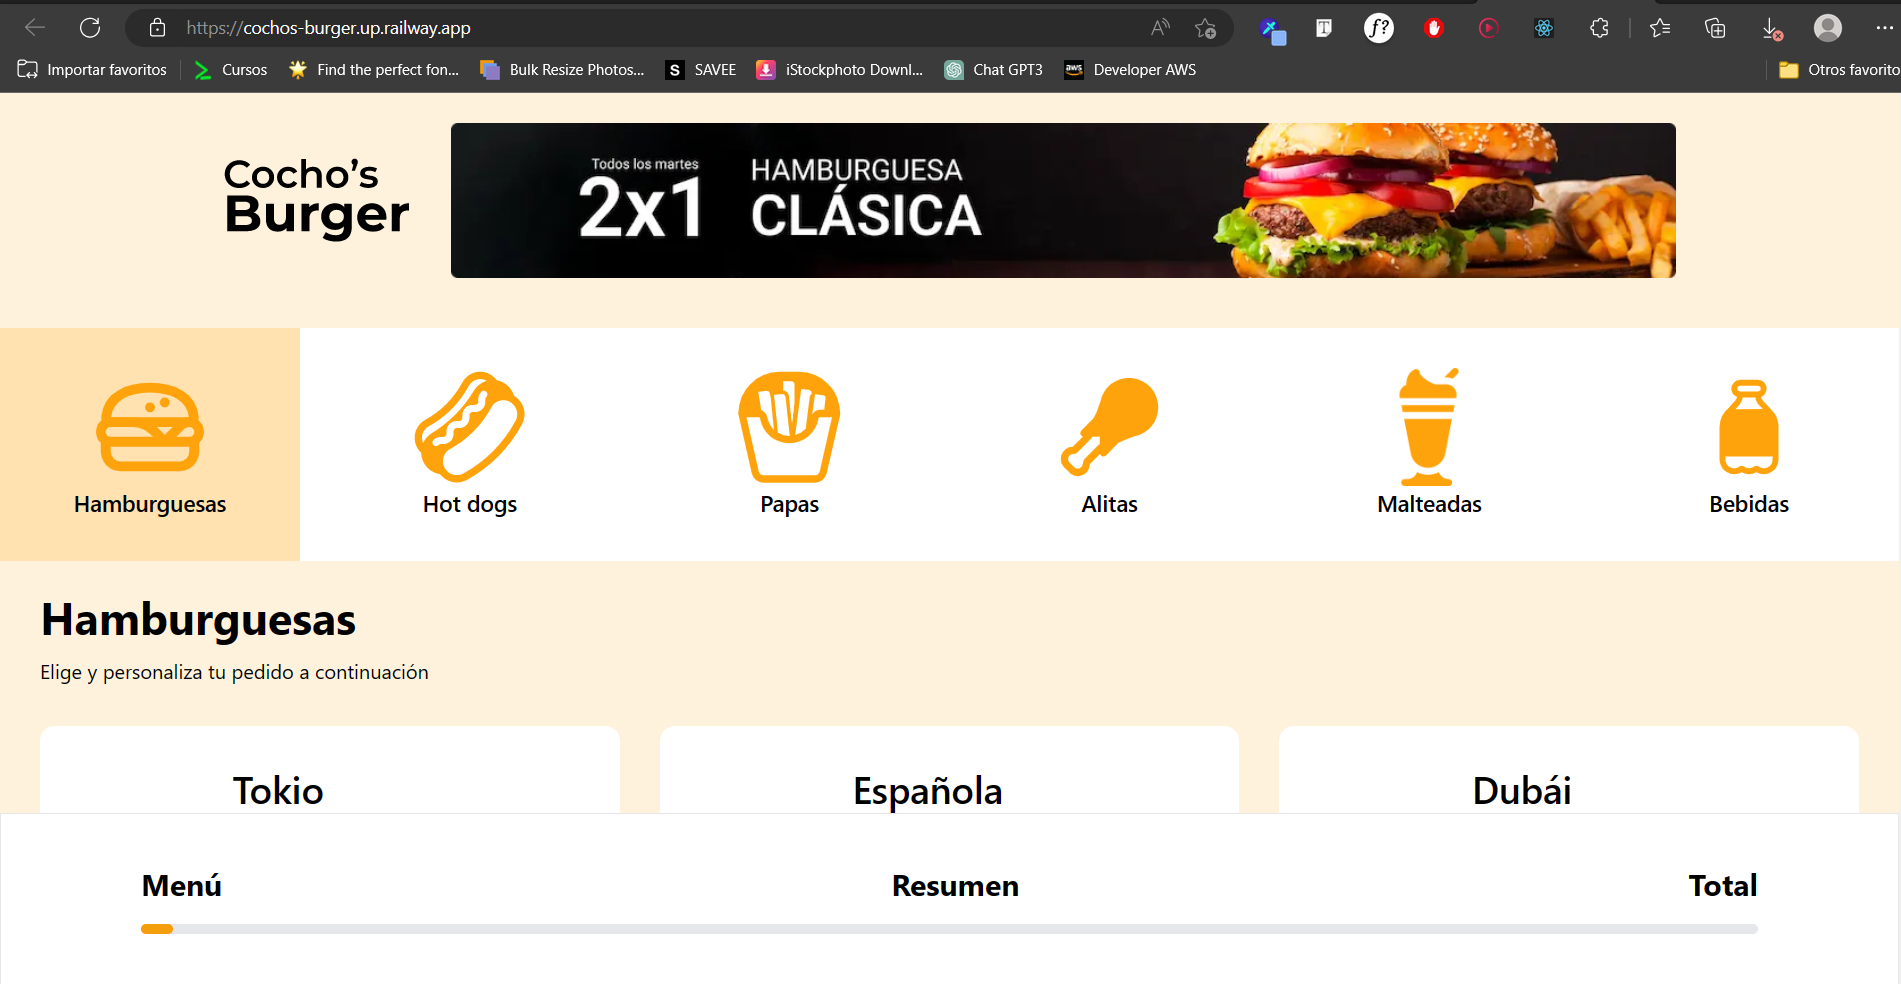 https://cochos-burger.up.railway.app
Importar favoritos
Cursos
Find the perfect fon...
Bulk Resize Photos...
S
SAVEE
iStockphoto Downl...
Chat GPT3
aws
Developer AWS
Otros favorito
Cocho's
Burger
Todos los martes
2x1
HAMBURGUESA
CLÁSICA
Hamburguesas
Hot dogs
Papas
Alitas
Malteadas
Bebidas
Hamburguesas
Elige y personaliza tu pedido a continuación
Tokio
Española
Dubái
Menú
Resumen
Total